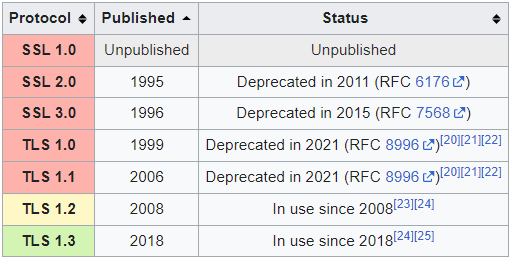 Protocol Published Status
SSL 1.0 Unpublished Unpublished
SSL 2.0 1995 Deprecated in 2011 (RFC 6176)
SSL 3.0 1996 Deprecated in 2015 (RFC 7568)
TLS 1.0 1999 Deprecated in 2021 (RFC 8996)[20][21][22]
TLS 1.1 2006 Deprecated in 2021 (RFC 8996)[20][21][22]
TLS 1.2 2008 In use since 2008[23][24]
TLS 1.3 2018 In use since 2018[24][25]